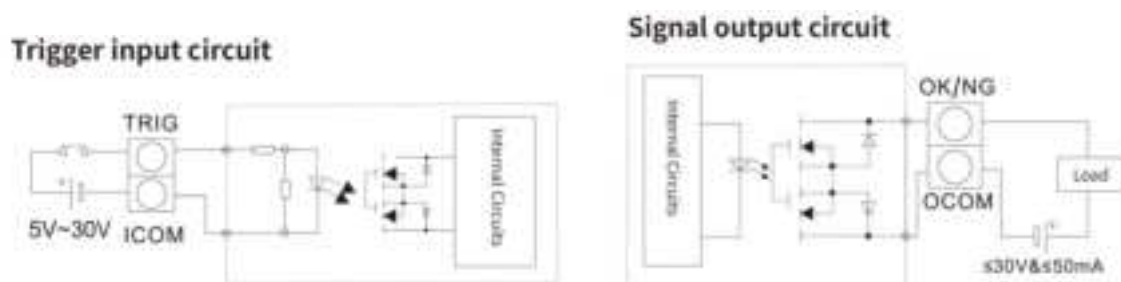 Trigger input circuit
TRIG
5V~30V
ICOM
Internal Circuits
Signal output circuit
Internal Circuits
OK/NG
OCOM
Load
≤30V&≤50mA